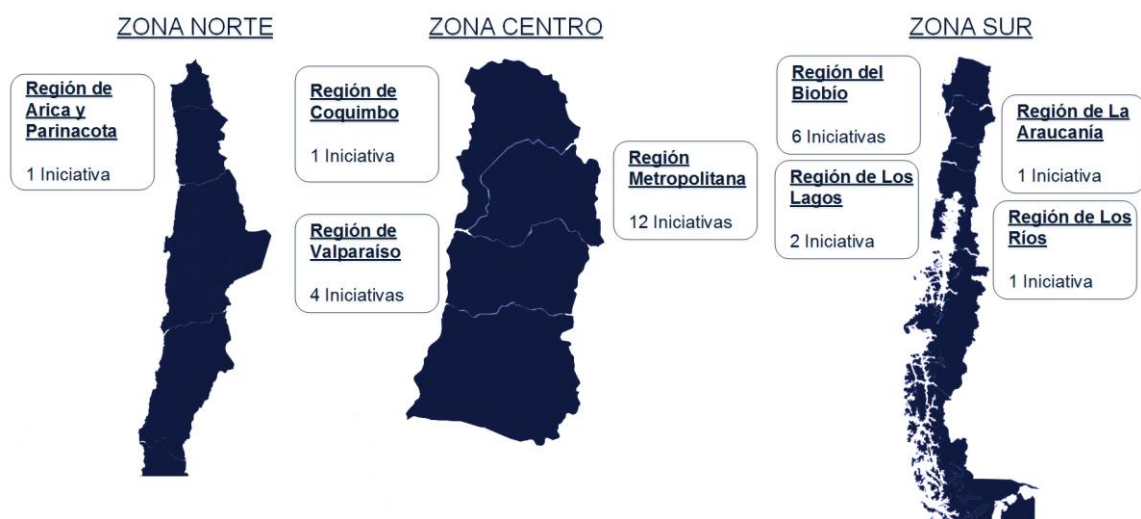 ZONA NORTE
Región de
Arica y
Parinacota
1 Iniciativa
ZONA CENTRO
Región de
Coquimbo
1 Iniciativa
Región de
Valparaíso
4 Iniciativas
Región
Metropolitana
12 Iniciativas
ZONA SUR
Región del
Biobío
6 Iniciativas
Región de Los
Lagos
2 Iniciativa
Región de La
Araucanía
1 Iniciativa
Región de Los
Ríos
1 Iniciativa